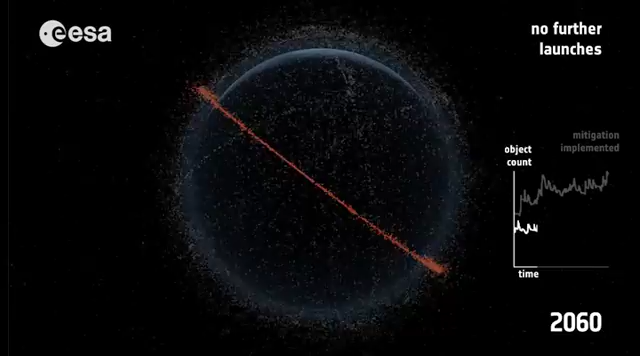 esa
no further
launches
mitigation
implemented
object
count
time
2060